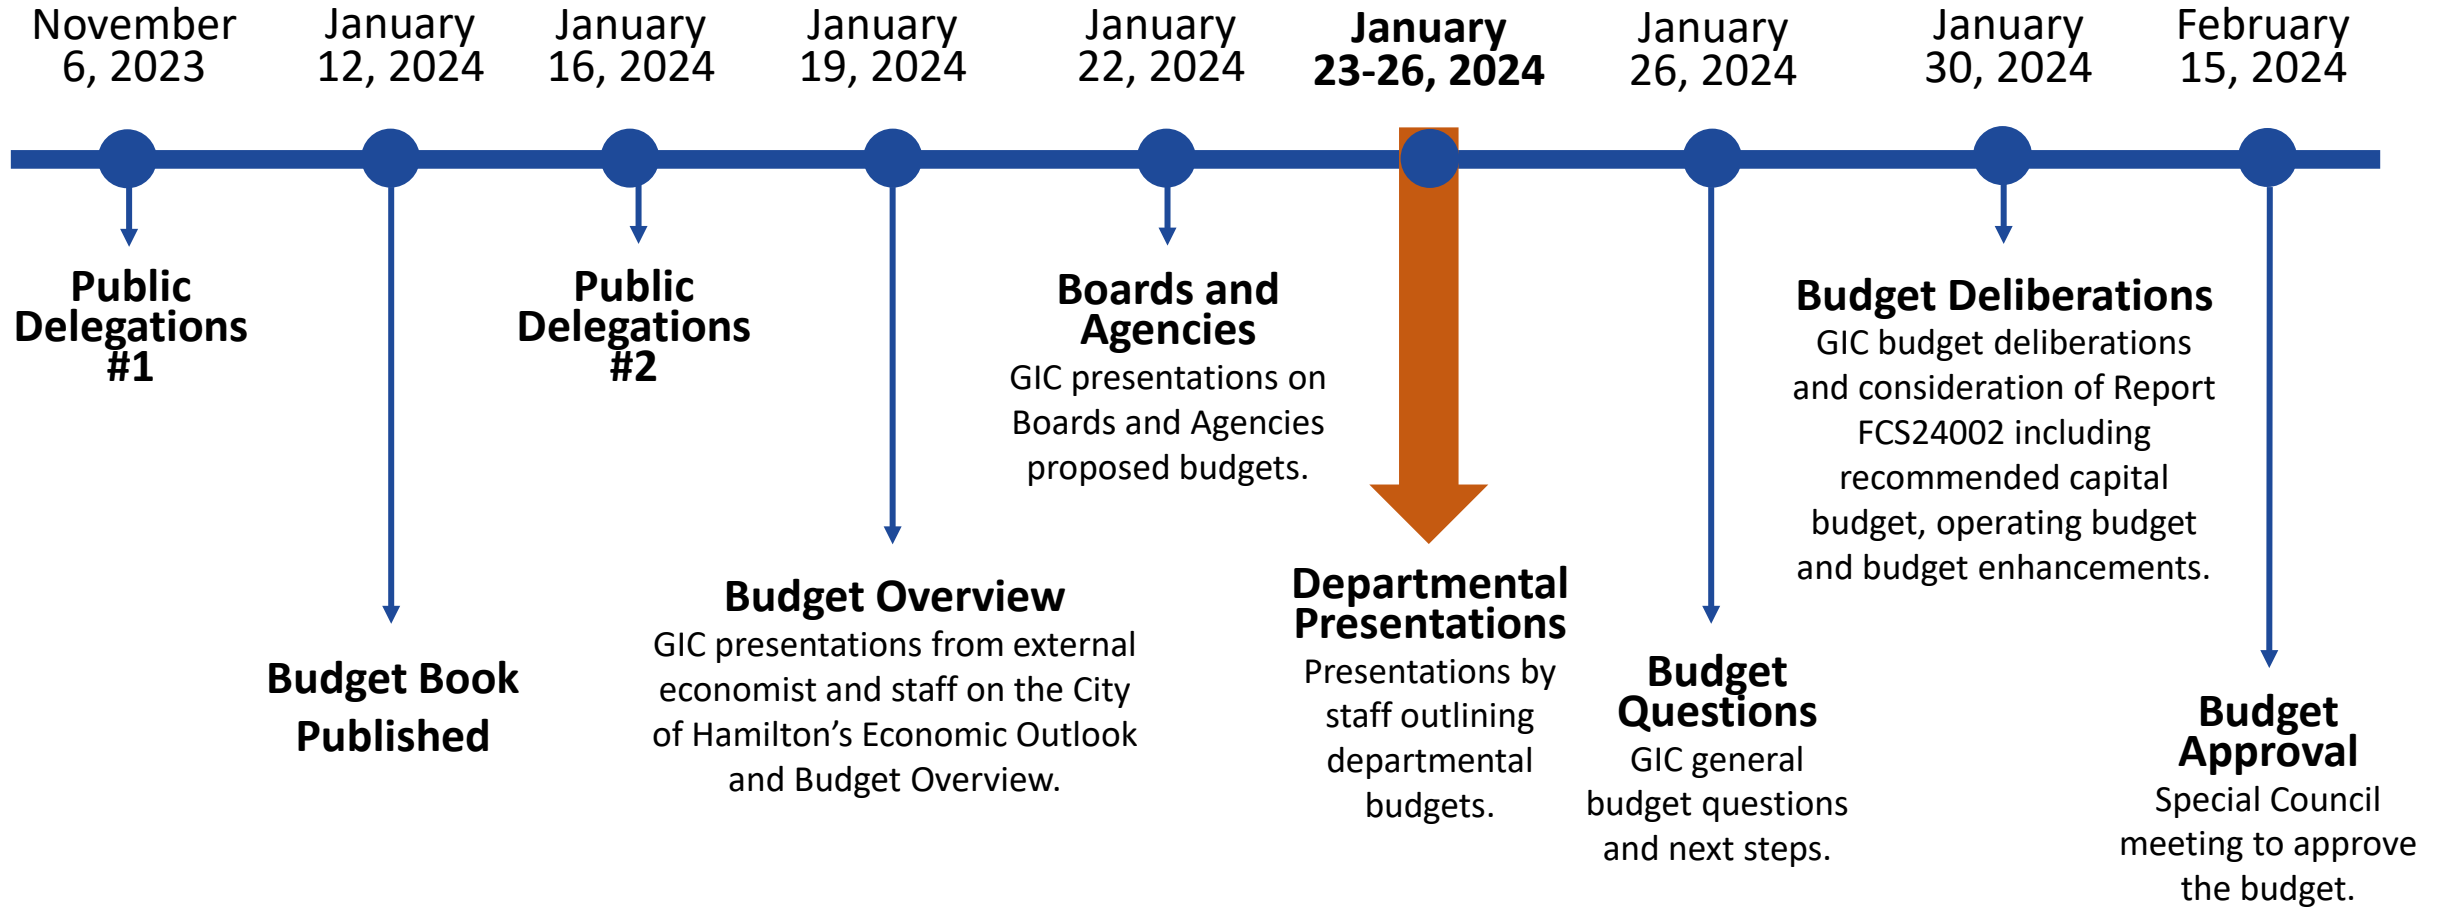 November
6, 2023
January
12, 2024
January
16, 2024
January
19, 2024
January
22, 2024
January
23-26, 2024
January
26, 2024
January
30, 2024
February
15, 2024
Public
Delegations
#1
Budget Book
Published
Public
Delegations
#2
Budget Overview
GIC presentations from external
economist and staff on the City
of Hamilton’s Economic Outlook
and Budget Overview.
Boards and
Agencies
GIC presentations on
Boards and Agencies
proposed budgets.
Departmental
Presentations
Presentations by
staff outlining
departmental
budgets.
Budget
Questions
GIC general
budget questions
and next steps.
Budget Deliberations
GIC budget deliberations
and consideration of Report
FCS24002 including
recommended capital
budget, operating budget
and budget enhancements.
Budget
Approval
Special Council
meeting to approve
the budget.